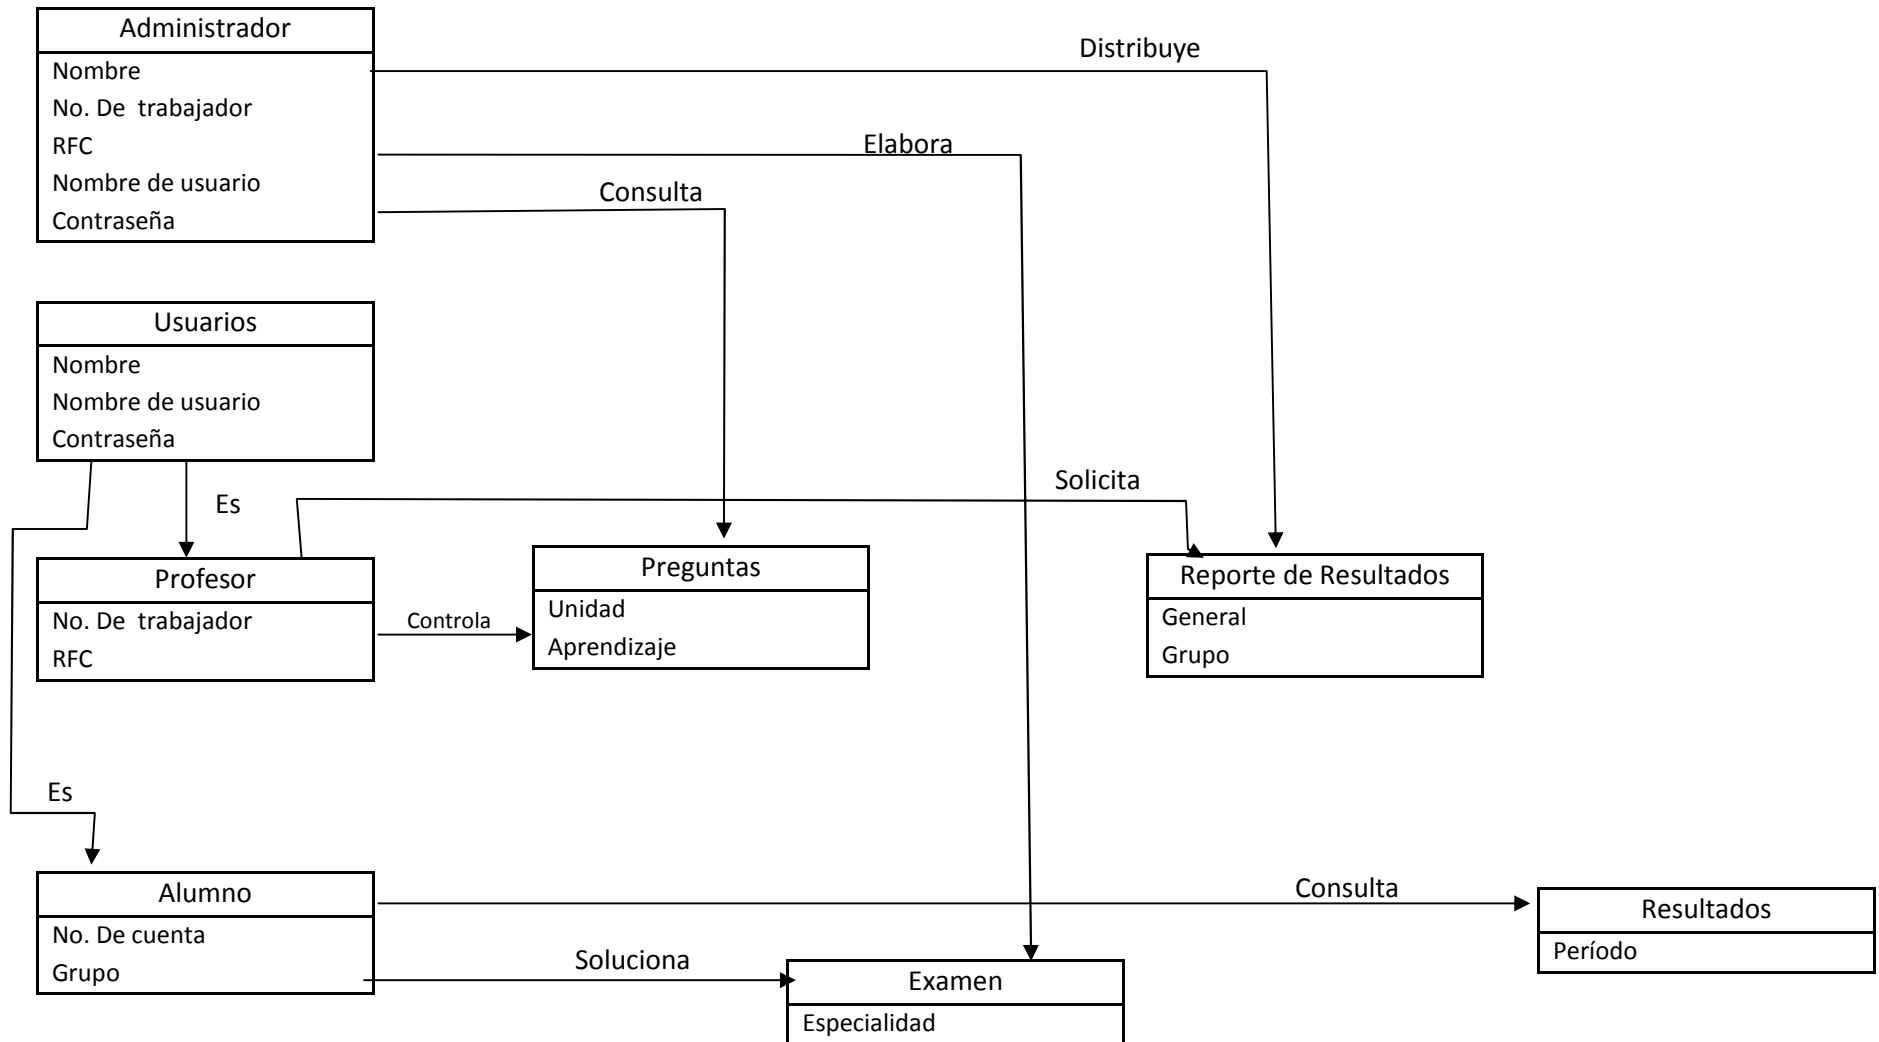 Administrador
Nombre
No. De  trabajador
RFC
Nombre de usuario
Contraseña
Distribuye
Elabora
Consulta
Usuarios
Nombre
Nombre de usuario
Contraseña
Es
Solicita
Profesor
No. De  trabajador
RFC
Controla
Preguntas
Unidad
Aprendizaje
Reporte de Resultados
General
Grupo
Es
Alumno
No. De cuenta
Grupo
Consulta
Resultados
Período
Soluciona
Examen
Especialidad